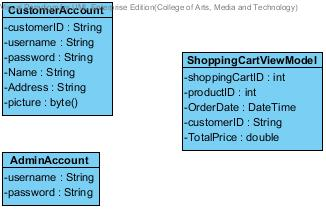 Enterprise Edition(College of Arts, Media and Technology)
CustomerAccount
-customerID : String
-username : String
-password : String
-Name : String
-Address : String
-picture : byte()
ShoppingCartViewModel
-shoppingCartID : int
-productID : int
-OrderDate : DateTime
-customerID : String
-TotalPrice : double
AdminAccount
-username : String
-password : String